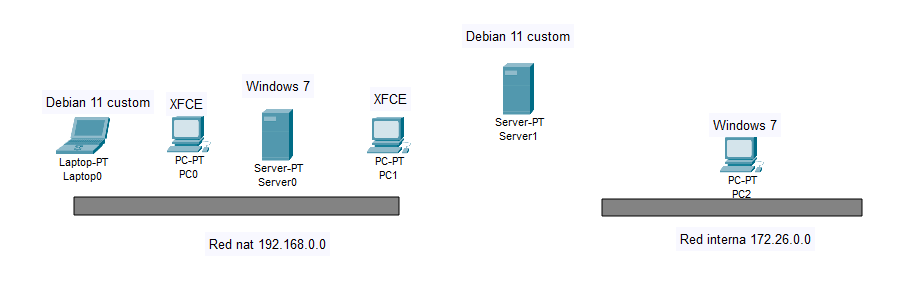 Debian 11 custom
Debian 11 custom
XFCE
Windows 7
XFCE
Laptop-PT
Laptop0
PC-PT
PC0
Server-PT
Server0
PC-PT
PC1
Server-PT
Server1
Windows 7
PC-PT
PC2
Red nat 192.168.0.0
Red interna 172.26.0.0